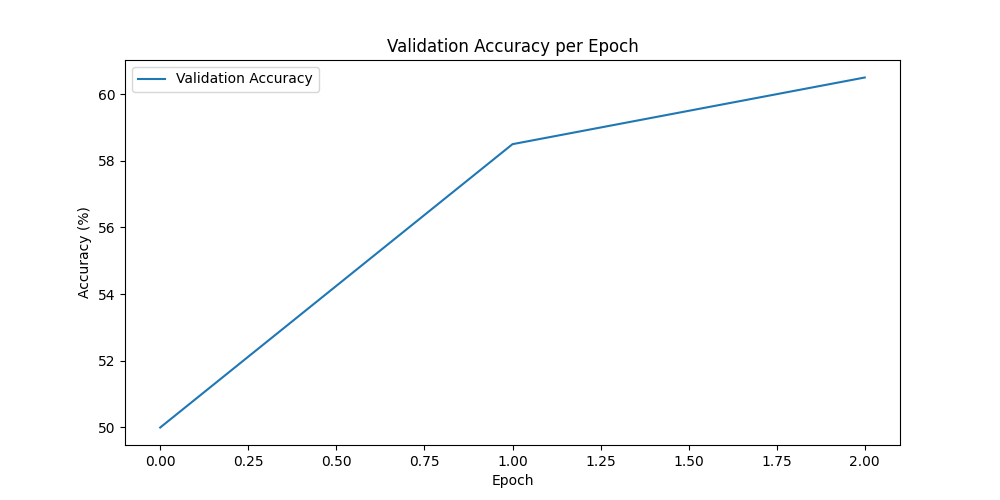 Validation Accuracy per Epoch
Validation Accuracy
60
58
56
54
52
50
Accuracy (%)
0.00 0.25 0.50 0.75 1.00 1.25 1.50 1.75 2.00
Epoch